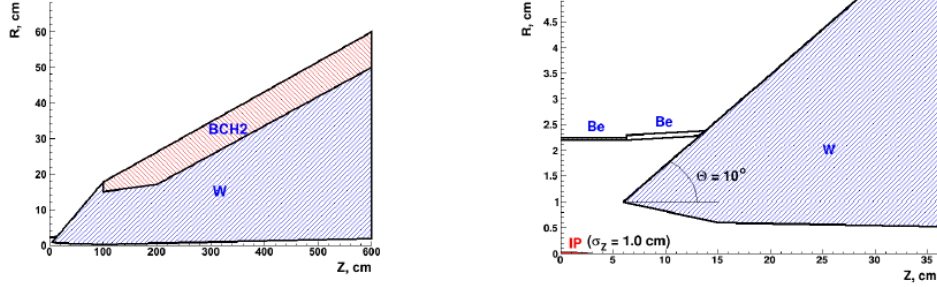 R, cm
60
50
40
30
20
10
0
0 100 200 300 400 500 600
Z, cm
BCH2
W
R, cm
4.5
4
3.5
3
2.5
2
1.5
1
0.5
0
0 5 10 15 20 25 30 35
Z, cm
Be
Be
W
Θ = 10°
IP (σz = 1.0 cm)